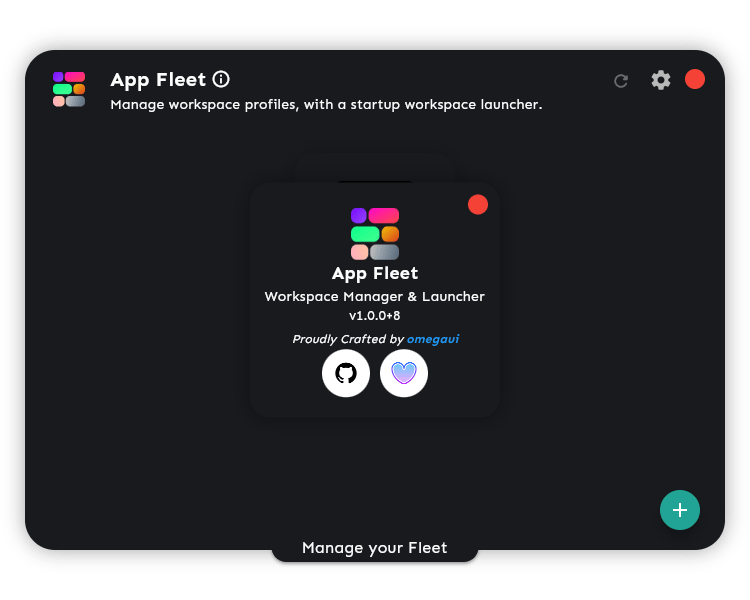 App Fleet
Manage workspace profiles, with a startup workspace launcher.
App Fleet
Workspace Manager & Launcher
v1.0.0+8
Proudly Crafted by omegaui
Manage your Fleet